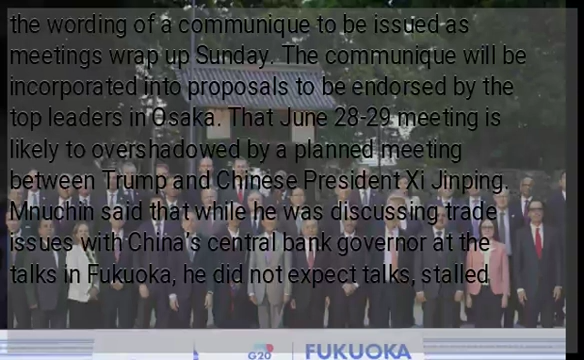 the wording of a communique to be issued as
meetings wrap up Sunday. The communique will be
incorporated into proposals to be endorsed by the
top leaders in Osaka. That June 28-29 meeting is
likely to overshadowed by a planned meeting
between Trump and Chinese President Xi Jinping.
Mnuchin said that while he was discussing trade
issues with China's central bank governor at the
talks in Fukuoka, he did not expect talks, stalled
G20 FUKUOKA